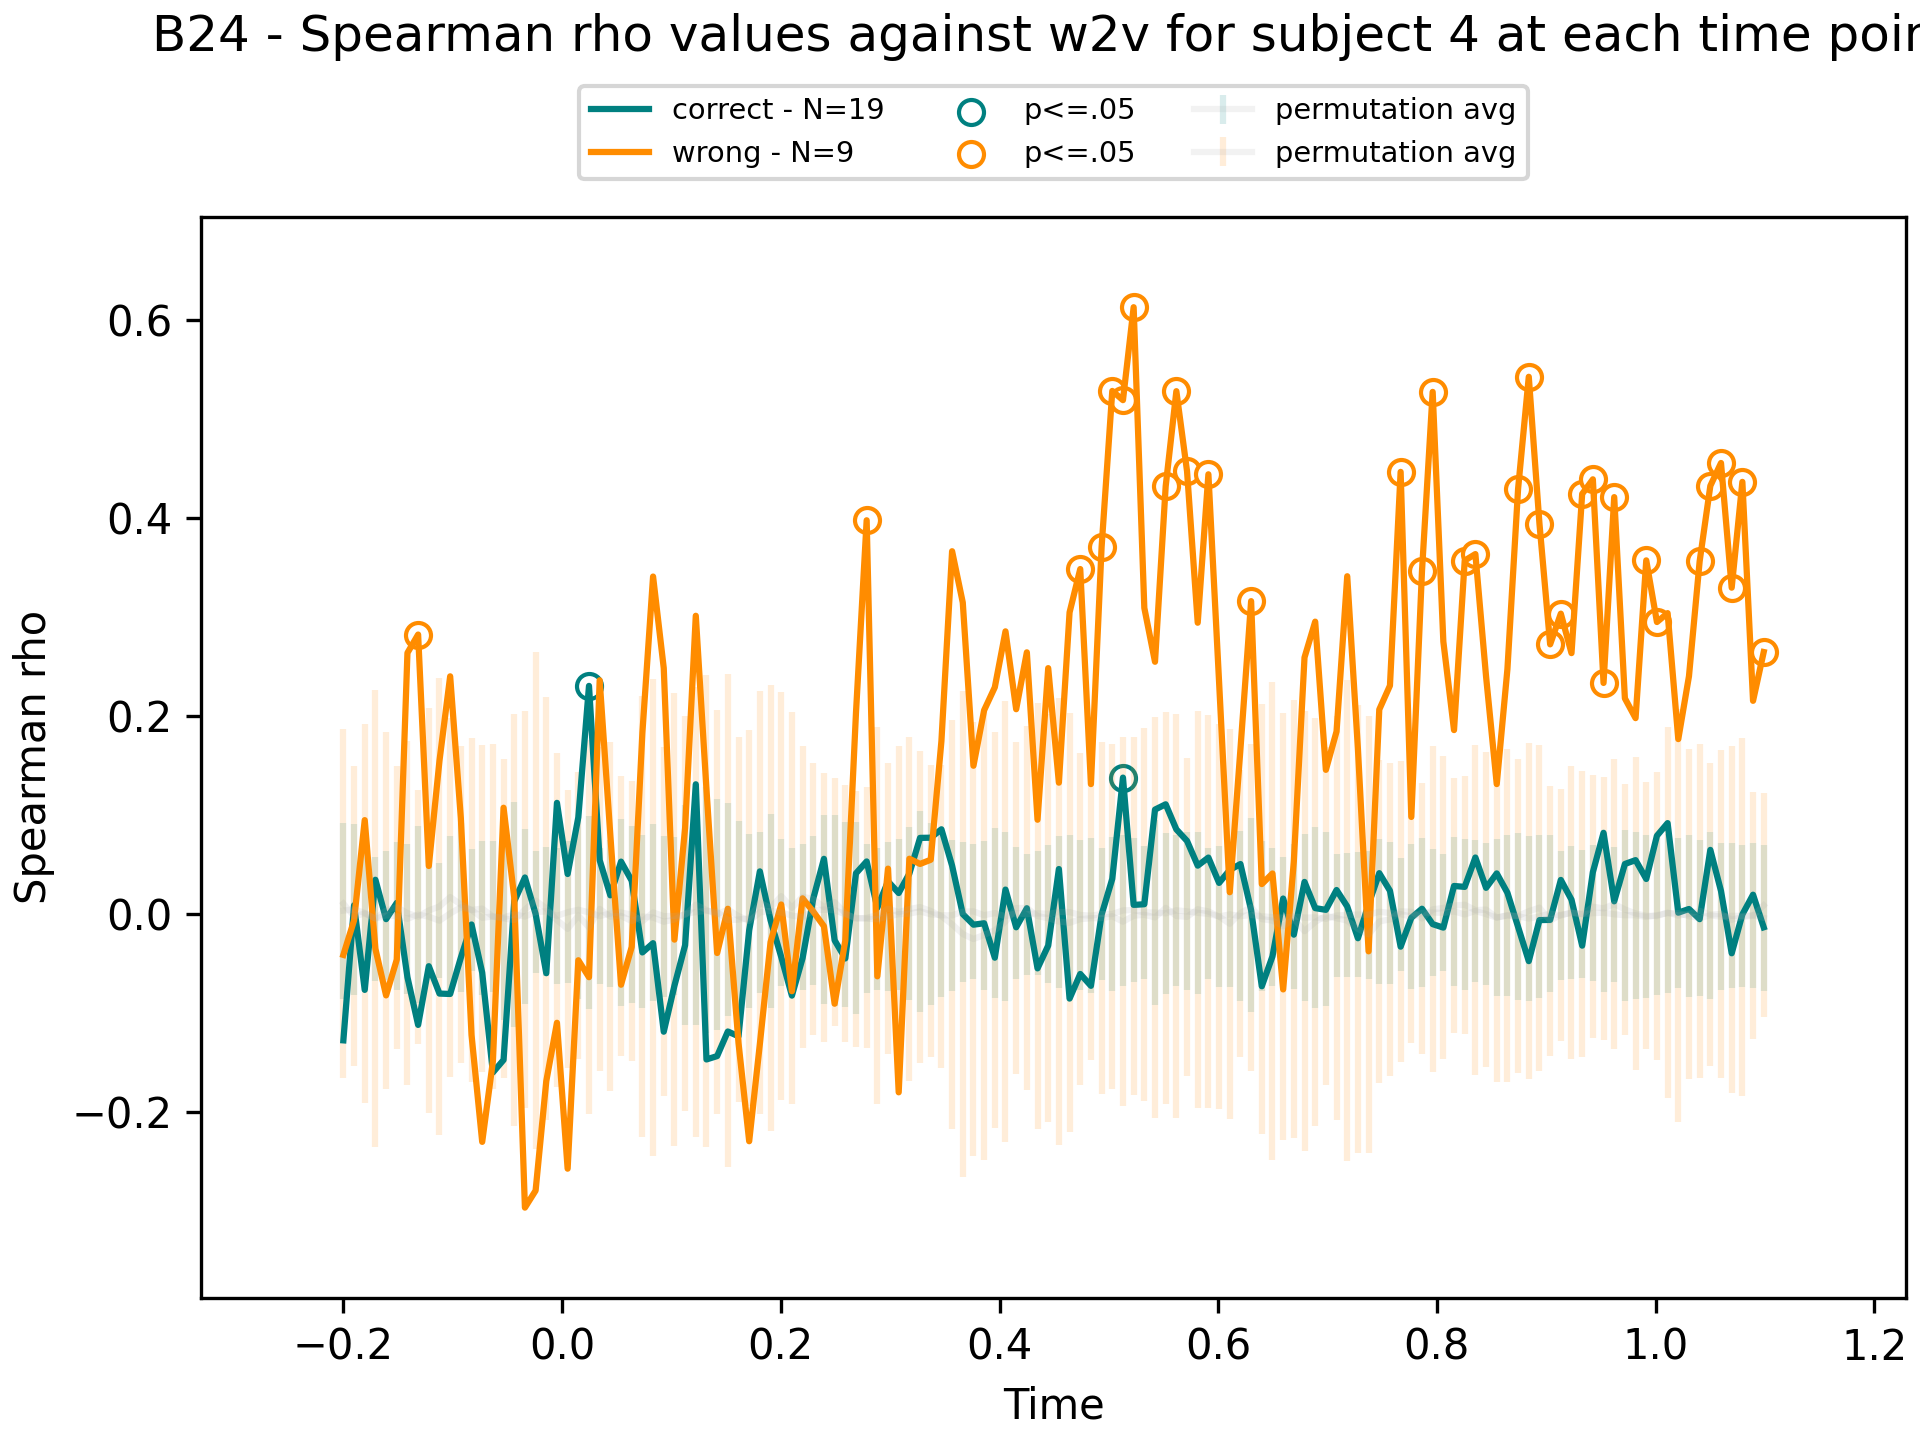 B24 - Spearman rho values against w2v for subject 4 at each time poin
correct - N=19 p<=.05 permutation avg
wrong - N=9 p<=.05 permutation avg
0.6
0.4
0.2
0.0
−0.2
Spearman rho
−0.2 0.0 0.2 0.4 0.6 0.8 1.0 1.2
Time